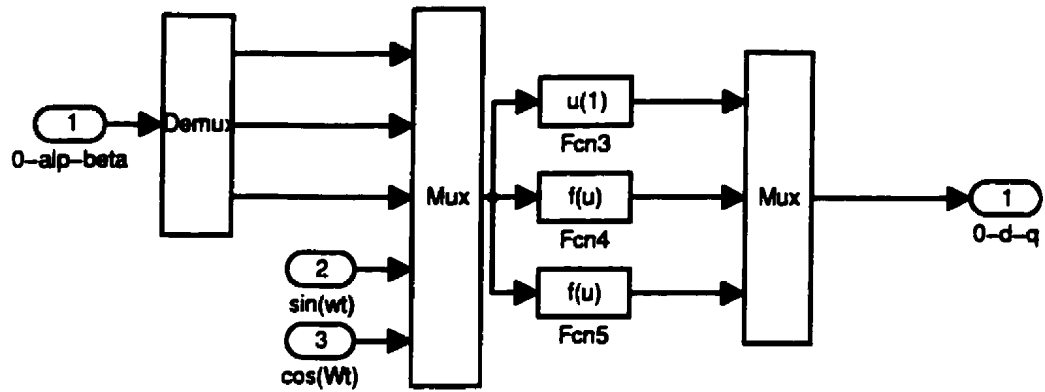 1
0-alp-beta
Demux
2
sin(wt)
3
cos(Wt)
Mux
u(1)
Fcn3
f(u)
Fcn4
f(u)
Fcn5
Mux
1
0-d-q